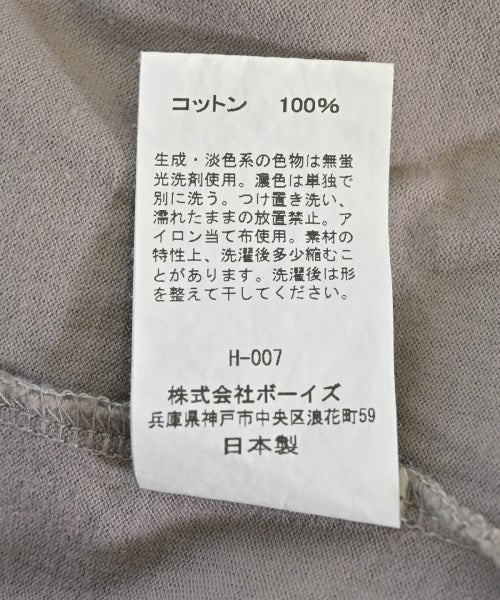 コットン 100%
生成・淡色系の色物は無蛍
光洗剤使用。濃色は単独で
別に洗う。つけ置き洗い、
濡れたままの放置禁止。ア
イロン当て布使用。素材の
特性上、洗濯後多少縮むこ
とがあります。洗濯後は形
を整えて干してください。
H-007
株式会社ボーイズ
兵庫県神戸市中央区浪花町59
日本製